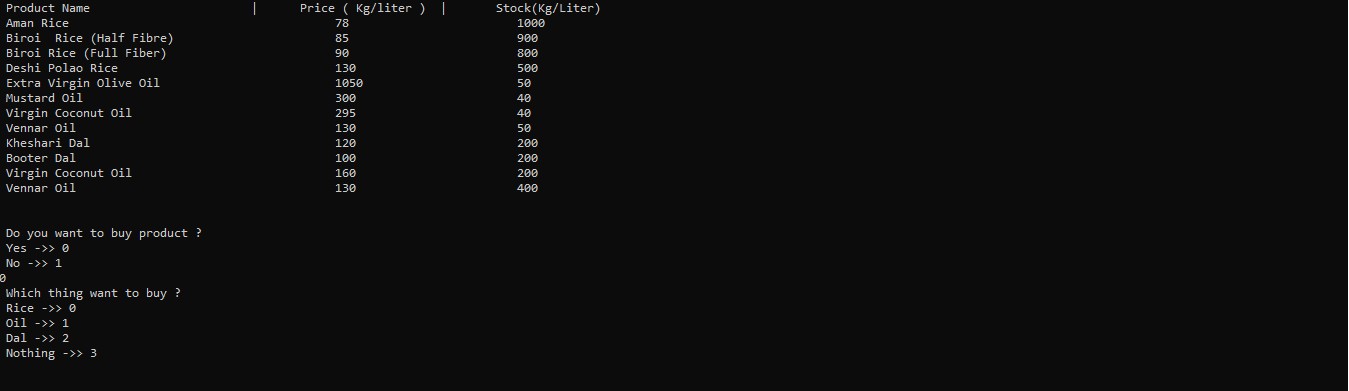 Product Name | Price ( Kg/liter ) | Stock(Kg/Liter)
Aman Rice 78 1000
Biroi  Rice (Half Fibre) 85 900
Biroi Rice (Full Fiber) 90 800
Deshi Polao Rice 130 500
Extra Virgin Olive Oil 1050 50
Mustard Oil 300 40
Virgin Coconut Oil 295 40
Vennar Oil 130 50
Kheshari Dal 120 200
Booter Dal 100 200
Virgin Coconut Oil 160 200
Vennar Oil 130 400
Do you want to buy product ?
Yes ->> 0
No ->> 1
0
Which thing want to buy ?
Rice ->> 0
Oil ->> 1
Dal ->> 2
Nothing ->> 3